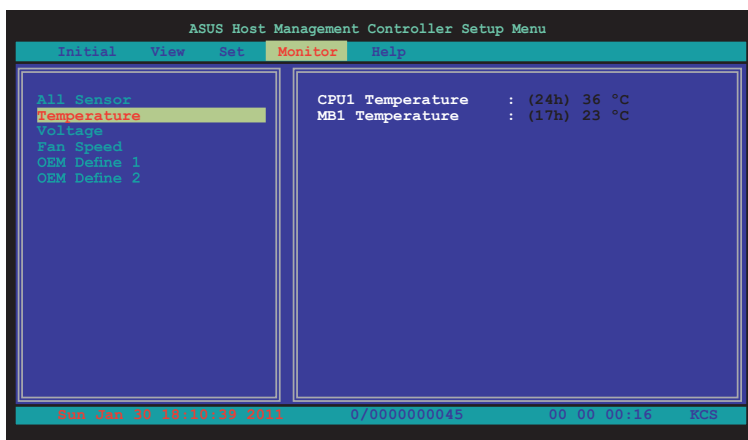 ASUS Host Management Controller Setup Menu
Initial View Set Monitor Help
All Sensor
Temperature
Voltage
Fan Speed
OEM Define 1
OEM Define 2
CPU1 Temperature : (24h) 36 °C
MB1 Temperature : (17h) 23 °C
Sun Jan 30 18:10:39 2011 0/0000000045 00 00 00:16 KCS